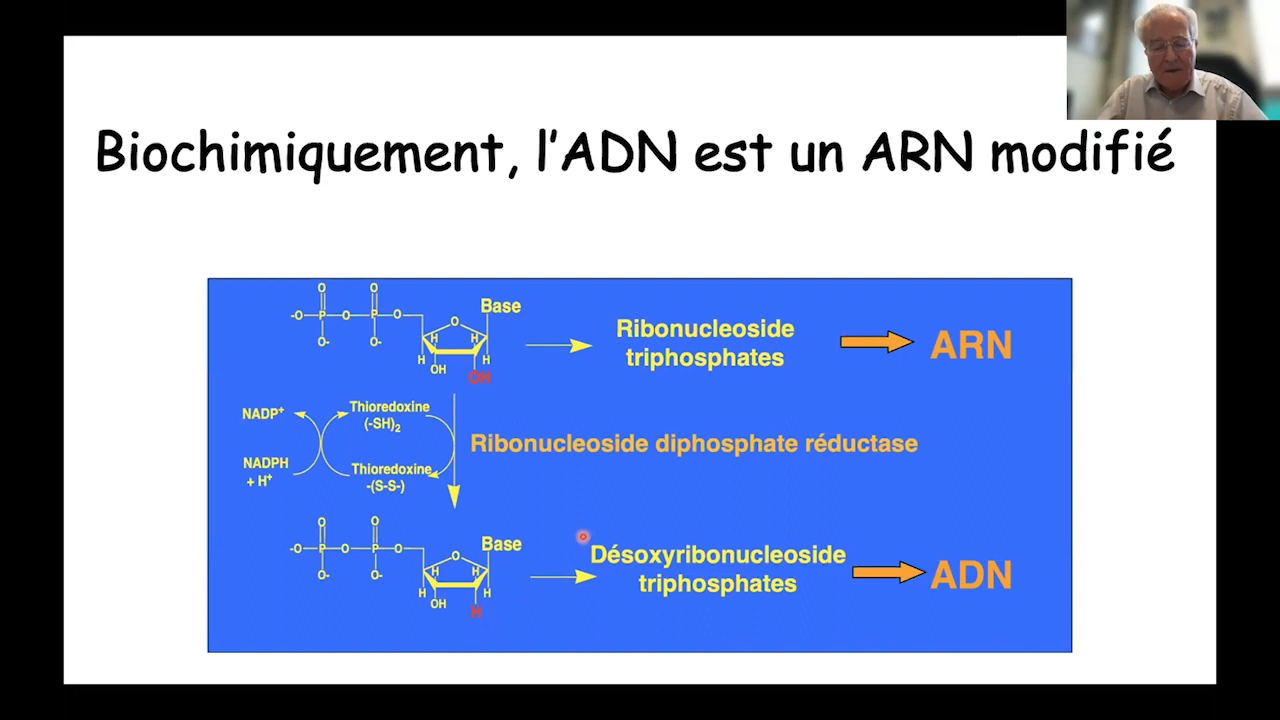 Biochimiquement, l'ADN est un ARN modifié
O O
-O P O P O Base
O
O- O- H H
H H
OH
OH
Ribonucleoside
triphosphates
ARN
NADP+
Thioredoxine
(-SH)2
Ribonucleoside diphosphate réductase
NADPH
+ H+
Thioredoxine
-(S-S-)
O O
-O P O P O Base
O
O- O- H H
H H
OH
H
Désoxyribonucleoside
triphosphates
ADN